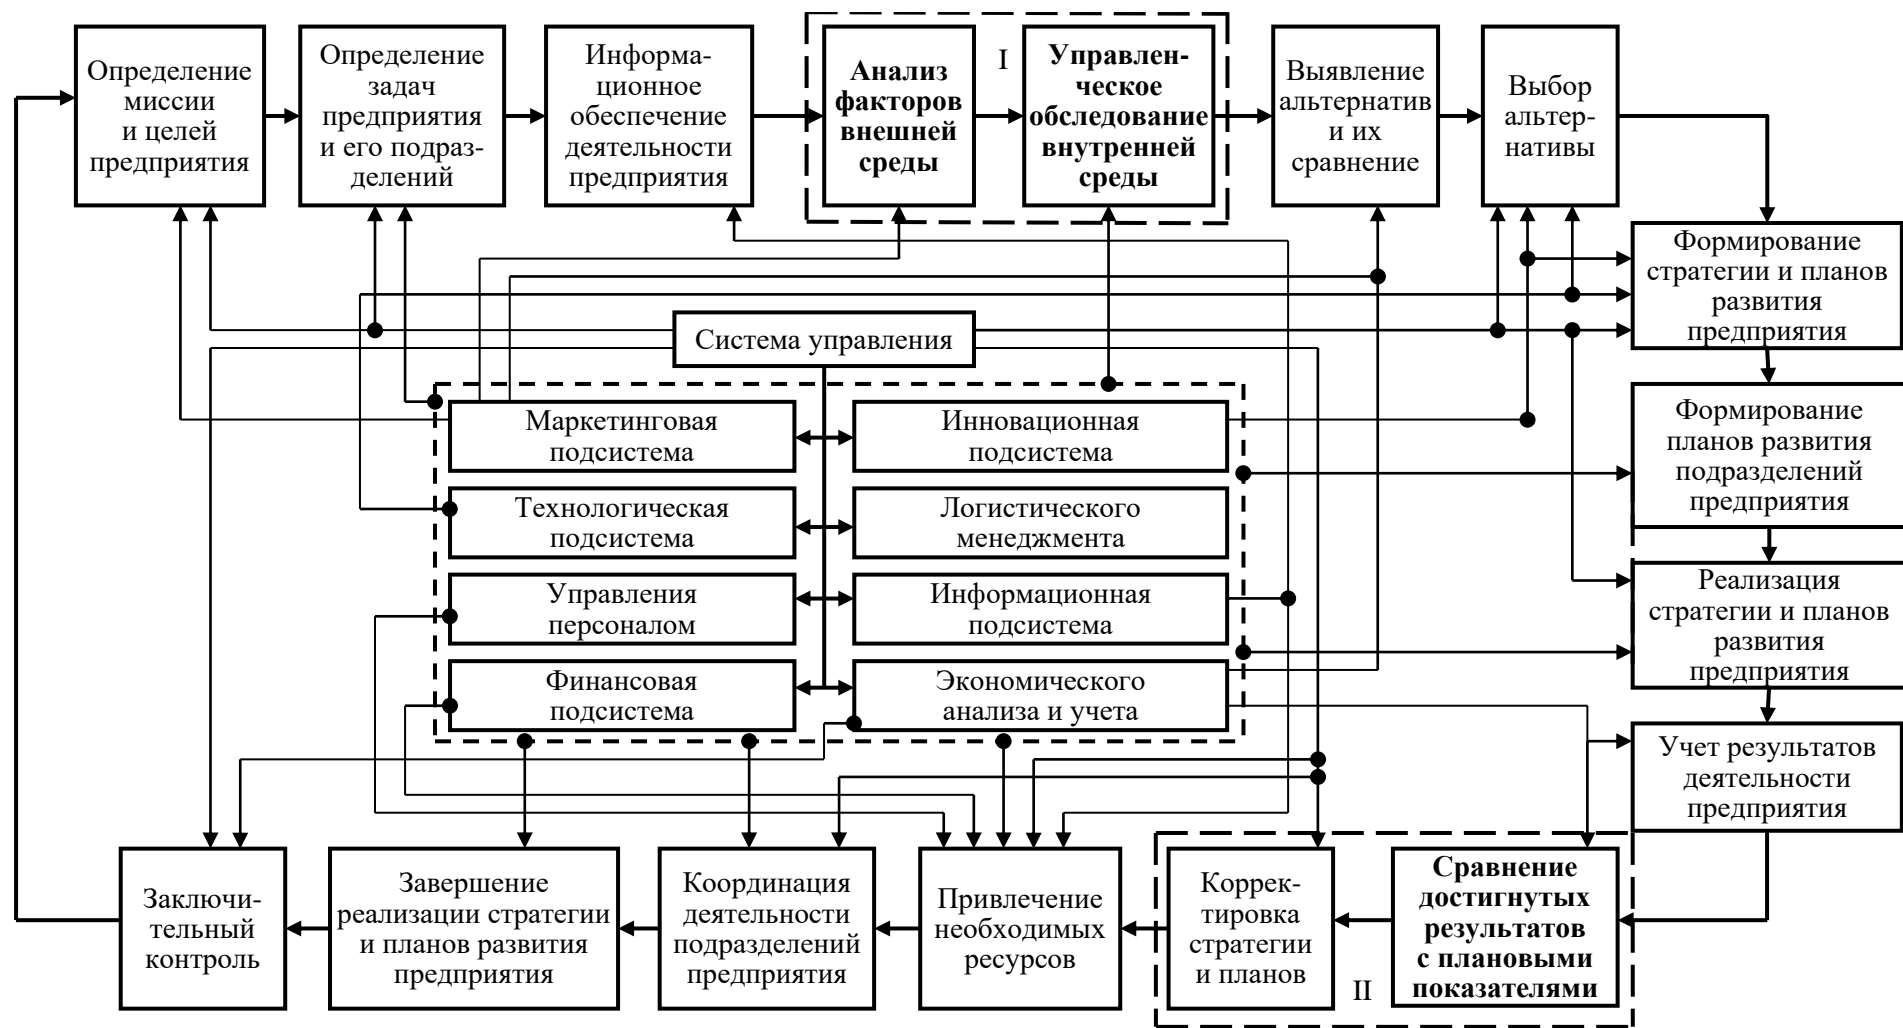 Определение
миссии
и целей
предприятия
Определение
задач
предприятия
и его подраз-
делений
Информа-
ционное
обеспечение
деятельности
предприятия
Анализ
факторов
внешней
среды
I
Управлен-
ческое
обследование
внутренней
среды
Выявление
альтернатив
и их
сравнение
Выбор
альтер-
нативы
Формирование
стратегии и планов
развития
предприятия
Система управления
Формирование
планов развития
подразделений
предприятия
Маркетинговая
подсистема
Инновационная
подсистема
Технологическая
подсистема
Логистического
менеджмента
Управления
персоналом
Информационная
подсистема
Реализация
стратегии и планов
развития
предприятия
Финансовая
подсистема
Экономического
анализа и учета
Учет результатов
деятельности
предприятия
Заключи-
тельный
контроль
Завершение
реализации стратегии
и планов развития
предприятия
Координация
деятельности
подразделений
предприятия
Привлечение
необходимых
ресурсов
Коррек-
тировка
стратегии
и планов
II
Сравнение
достигнутых
результатов
с плановыми
показателями